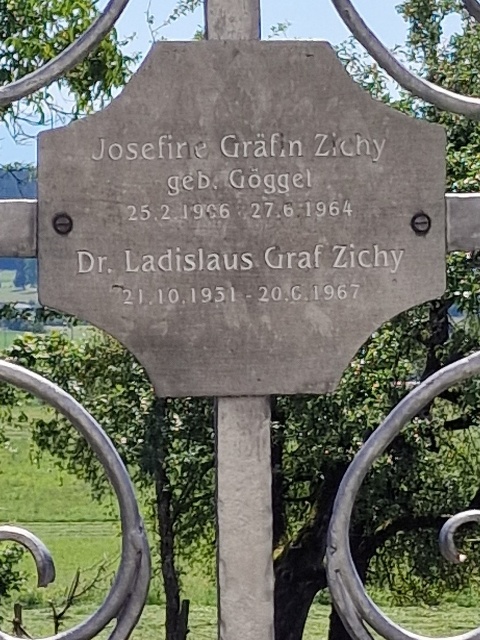 Josefine Gräfin Zichy
geb. Göggel
25.2.1906 - 27.6.1964
Dr. Ladislaus Graf Zichy
21.10.1931 - 20.6.1967